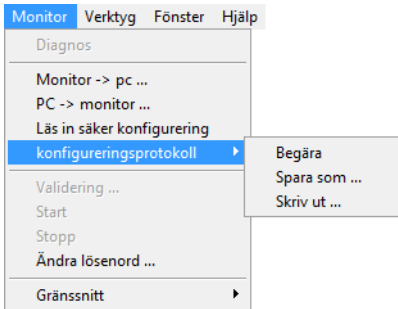 Monitor Verktyg Fönster Hjälp
Diagnos
Monitor -> pc ...
PC -> monitor ...
Läs in säker konfigurering
konfigureringsprotokoll
Begära
Spara som ...
Skriv ut ...
Validering ...
Start
Stopp
Ändra lösenord ...
Gränssnitt